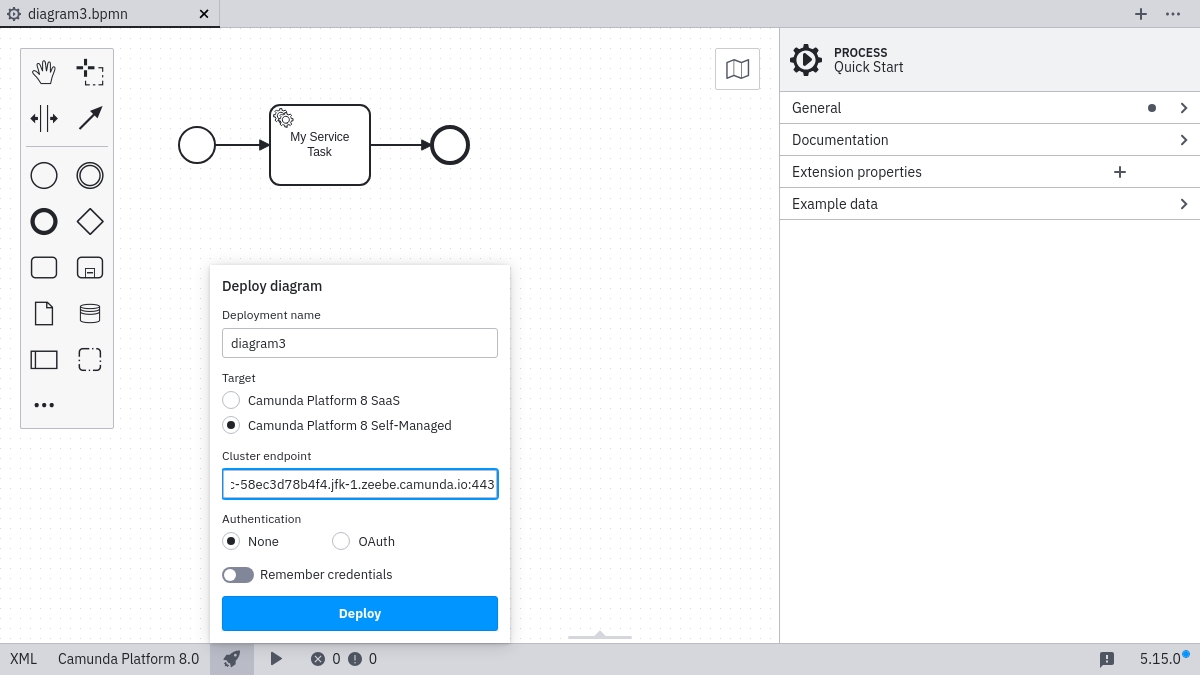 diagram3.bpmn
PROCESS
Quick Start
General
Documentation
Extension properties
Example data
My Service
Task
Deploy diagram
Deployment name
diagram3
Target
Camunda Platform 8 SaaS
Camunda Platform 8 Self-Managed
Cluster endpoint
-58ec3d78b4f4.jfk-1.zeebe.camunda.io:443
Authentication
None OAuth
Remember credentials
Deploy
XML Camunda Platform 8.0 0 0 5.15.0